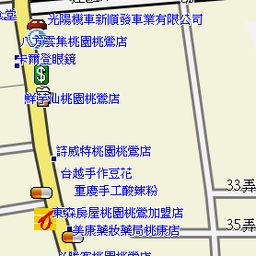 食堂
光陽機車新順發車業有限公司
八方雲集桃園桃鶯店
卡爾登眼鏡
鮮芋仙桃園桃鶯店
詩威特桃園桃鶯店
台越手作豆花
重慶手工酸辣粉
33弄
東森房屋桃園桃鶯加盟店
35弄
美康藥妝藥局桃康店